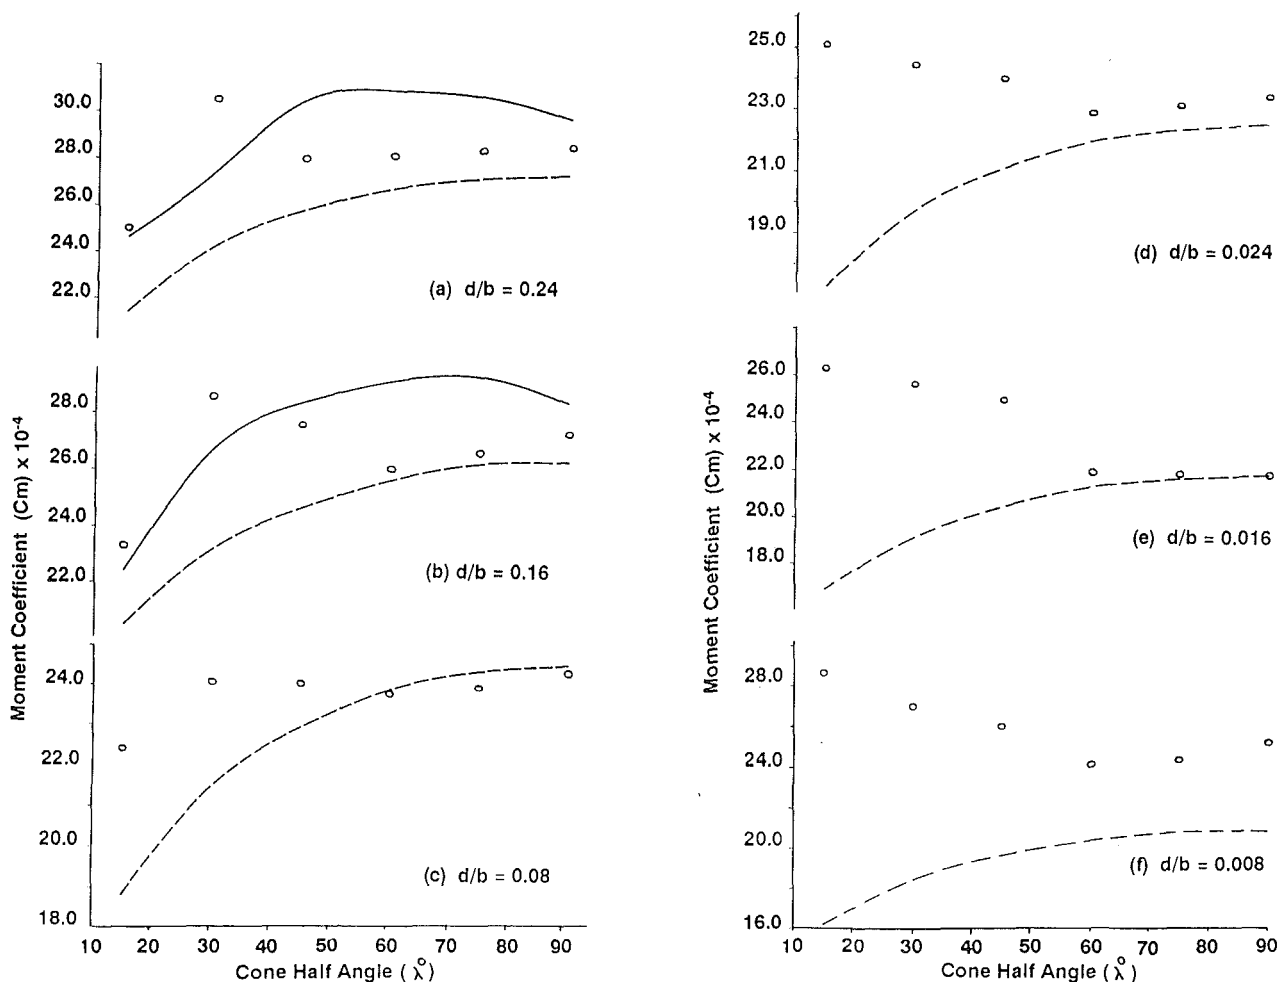 30.0
28.0
26.0
24.0
22.0
(a) d/b = 0.24
28.0
26.0
24.0
22.0
(b) d/b = 0.16
24.0
22.0
20.0
18.0
(c) d/b = 0.08
10 20 30 40 50 60 70 80 90
Cone Half Angle (λ°)
Moment Coefficient (Cm) x 10⁻⁴
25.0
23.0
21.0
19.0
(d) d/b = 0.024
26.0
24.0
22.0
20.0
18.0
(e) d/b = 0.016
28.0
24.0
20.0
16.0
(f) d/b = 0.008
10 20 30 40 50 60 70 80 90
Cone Half Angle (λ°)
Moment Coefficient (Cm) x 10⁻⁴